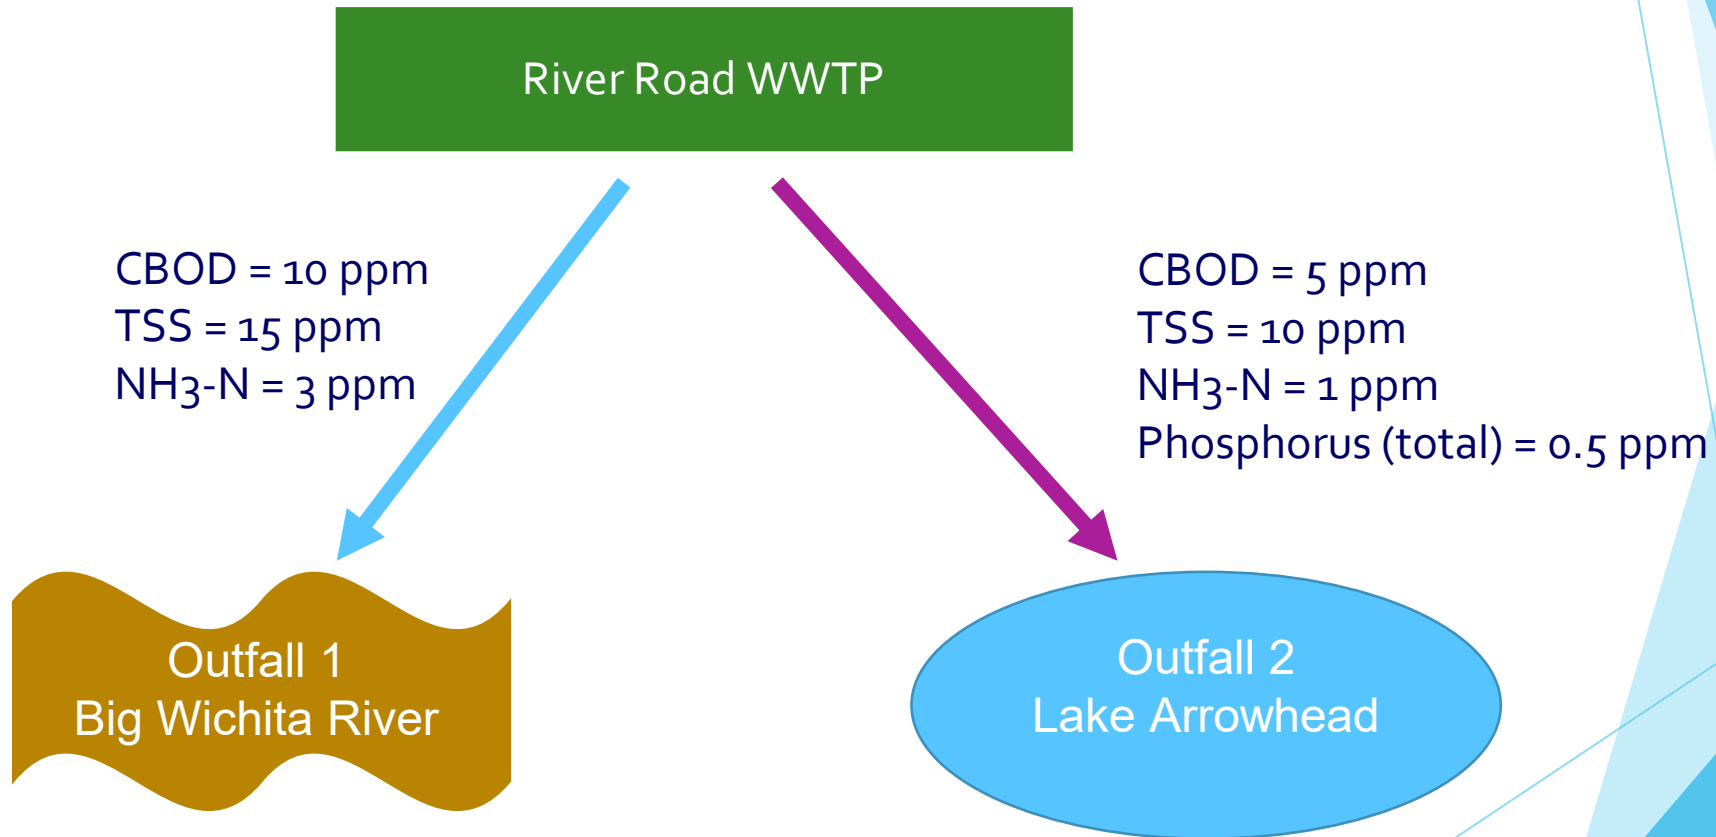 River Road WWTP
CBOD = 10 ppm
TSS = 15 ppm
NH3-N = 3 ppm
CBOD = 5 ppm
TSS = 10 ppm
NH3-N = 1 ppm
Phosphorus (total) = 0.5 ppm
Outfall 1
Big Wichita River
Outfall 2
Lake Arrowhead